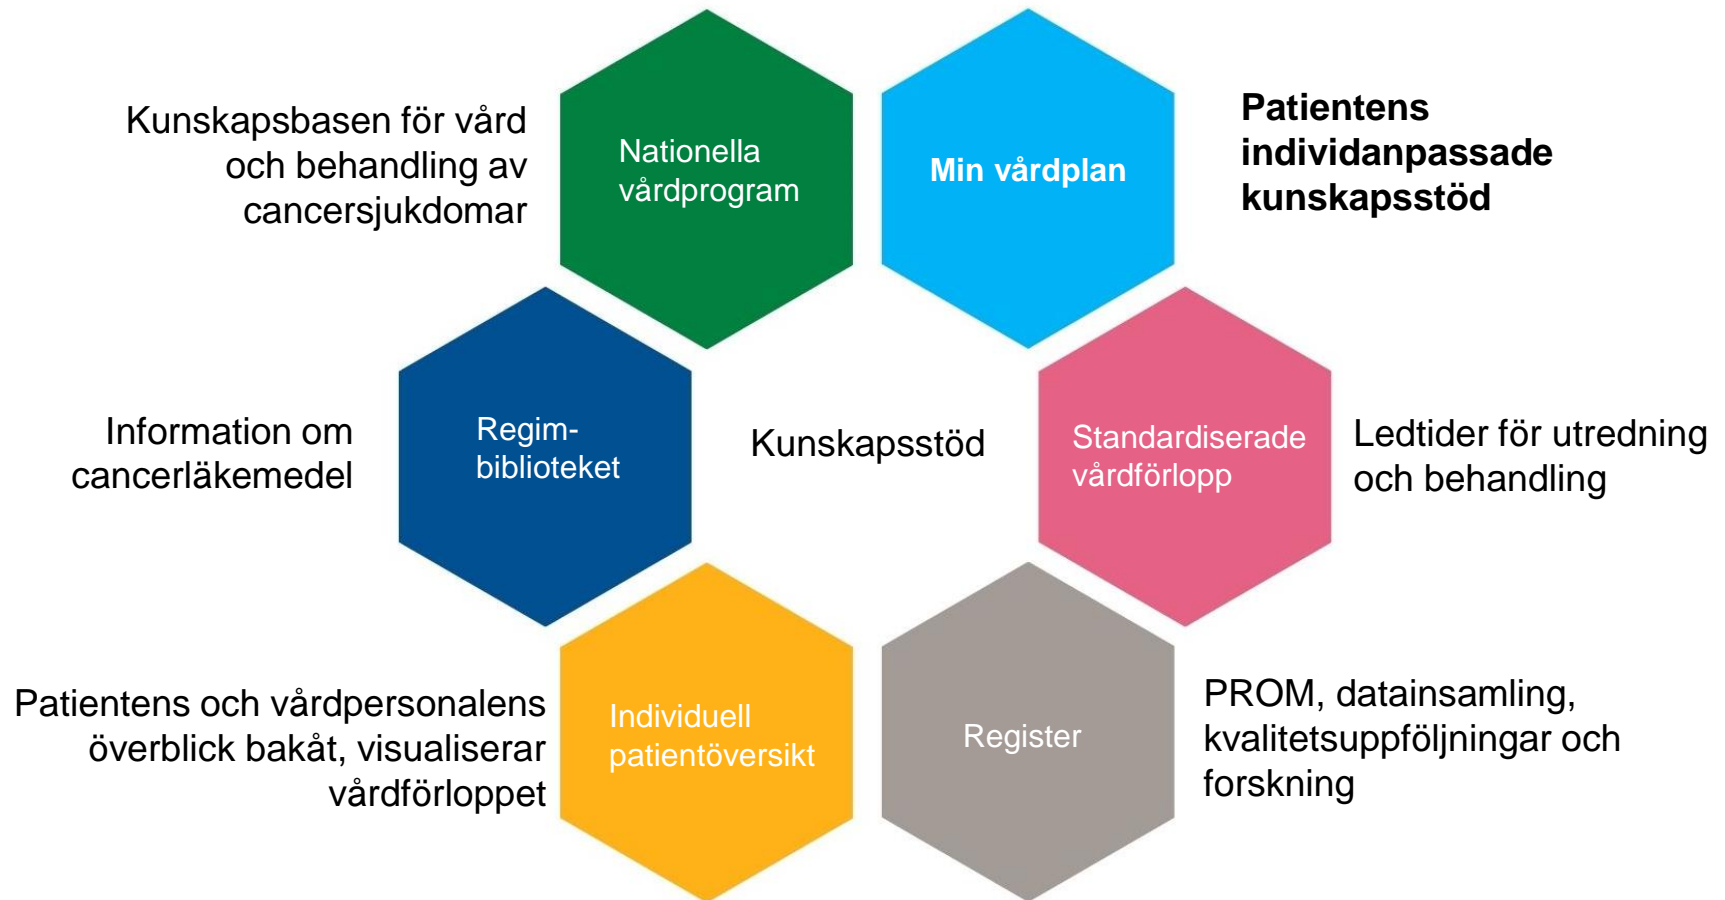 Kunskapsbasen för vård
och behandling av
cancersjukdomar
Nationella
vårdprogram
Min vårdplan
Patientens
individanpassade
kunskapsstöd
Information om
cancerläkemedel
Regim-
biblioteket
Kunskapsstöd
Standardiserade
vårdförlopp
Ledtider för utredning
och behandling
Patientens och vårdpersonalens
överblick bakåt, visualiserar
vårdförloppet
Individuell
patientöversikt
Register
PROM, datainsamling,
kvalitetsuppföljningar och
forskning